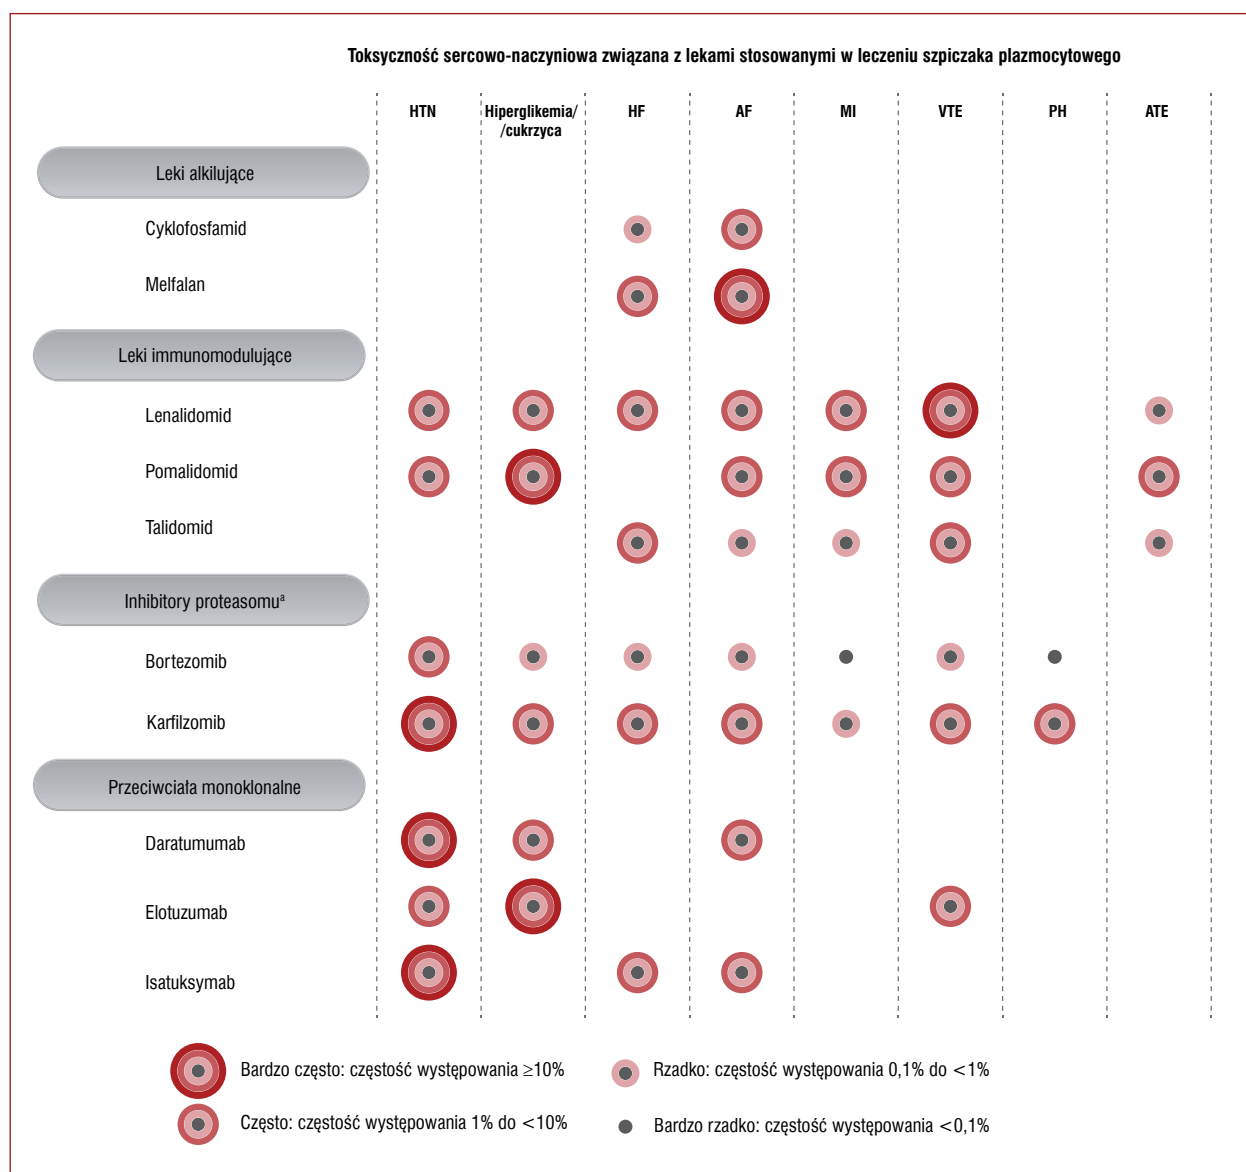 Toksyczność sercowo-naczyniowa związana z lekami stosowanymi w leczeniu szpiczaka plazmocytowego
HTN
Hiperglikemia/
/cukrzyca
HF
AF
MI
VTE
PH
ATE
Leki alkilujące
Cyklofosfamid
Melfalan
Leki immunomodulujące
Lenalidomid
Pomalidomid
Talidomid
Inhibitory proteasomuᵃ
Bortezomib
Karfilzomib
Przeciwciała monoklonalne
Daratumumab
Elotuzumab
Isatuksymab
Bardzo często: częstość występowania ≥10%
Rzadko: częstość występowania 0,1% do <1%
Często: częstość występowania 1% do <10%
Bardzo rzadko: częstość występowania <0,1%